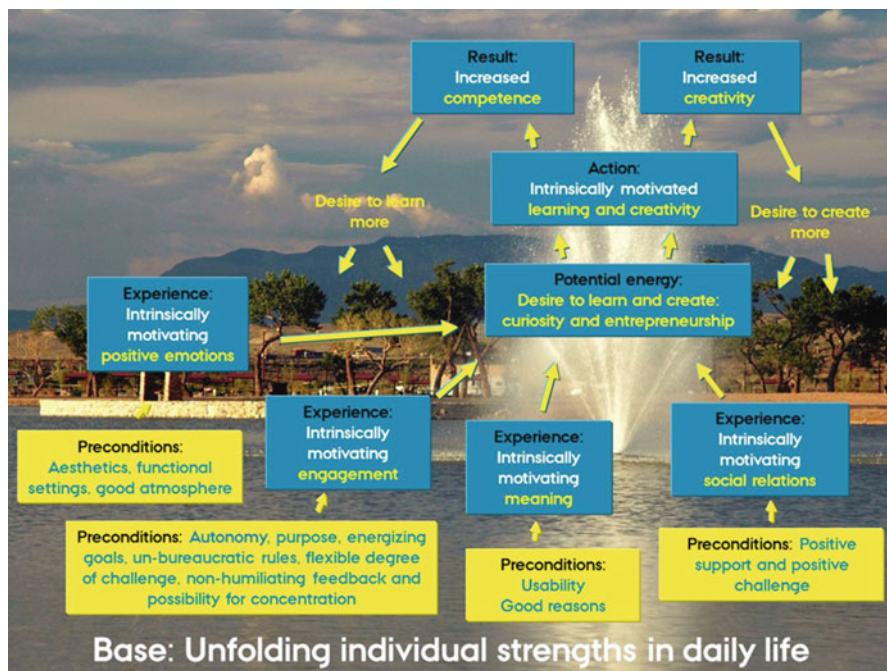 Result:
Increased
competence
Result:
Increased
creativity
Action:
Intrinsically motivated
learning and creativity
Desire to learn
more
Desire to create
more
Potential energy:
Desire to learn and create:
curiosity and entrepreneurship
Experience:
Intrinsically
motivating
positive emotions
Experience:
Intrinsically
motivating
engagement
Experience:
Intrinsically
motivating
meaning
Experience:
Intrinsically
motivating
social relations
Preconditions:
Aesthetics, functional
settings, good atmosphere
Preconditions: Autonomy, purpose, energizing
goals, un-bureaucratic rules, flexible degree
of challenge, non-humiliating feedback and
possibility for concentration
Preconditions:
Usability
Good reasons
Preconditions: Positive
support and positive
challenge
Base: Unfolding individual strengths in daily life